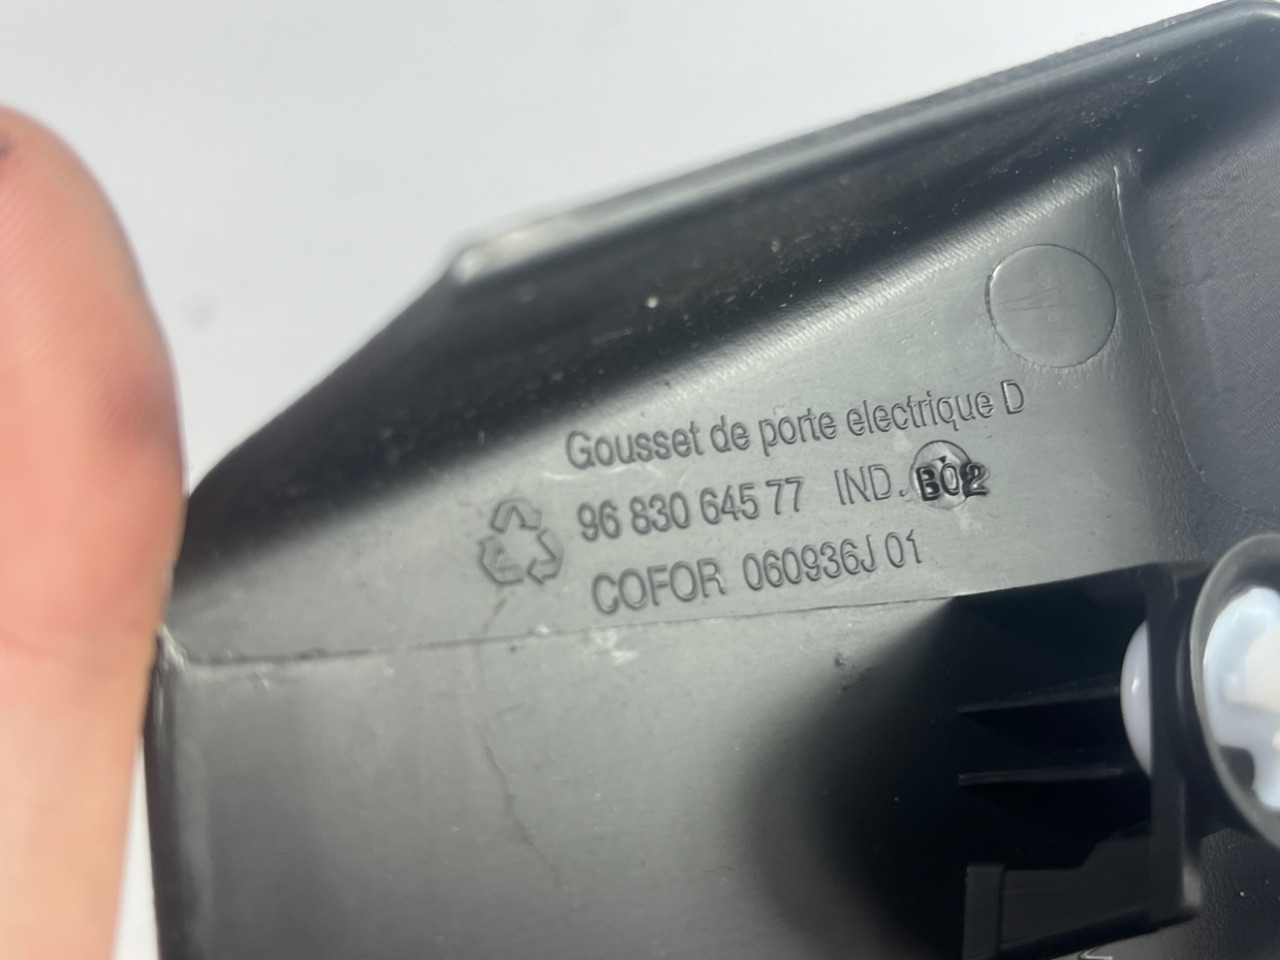 Gousset de porte electrique D
96 830 645 77 IND. B02
COFOR 060936J 01